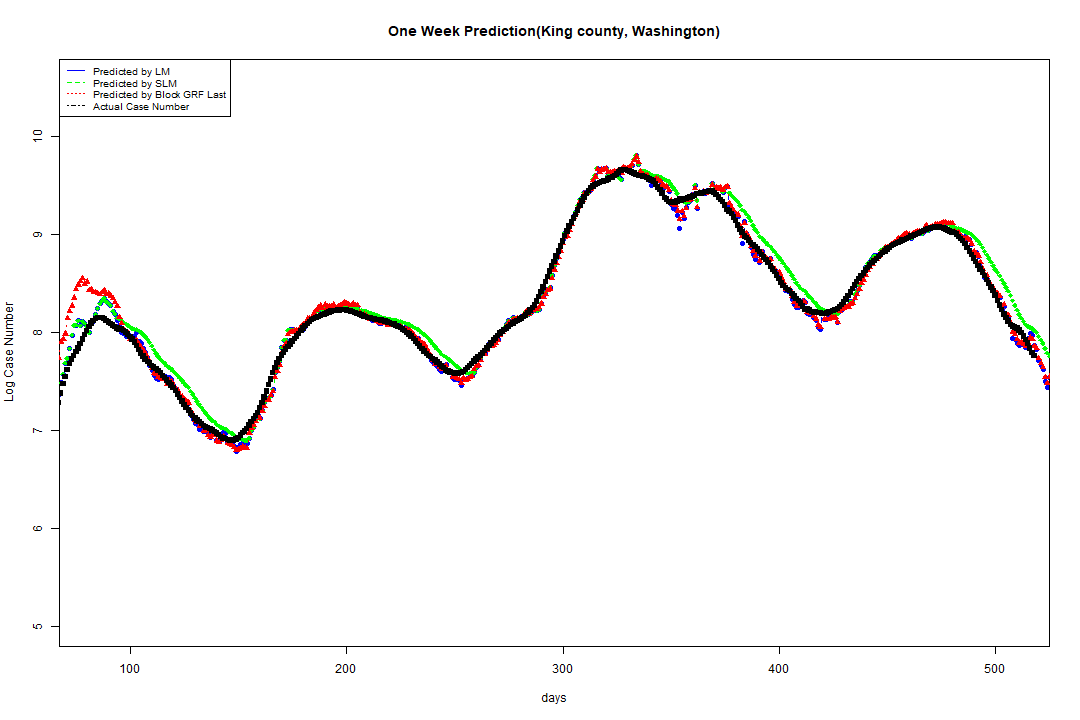 One Week Prediction(King county, Washington)
Predicted by LM
Predicted by SLM
Predicted by Block GRF Last
Actual Case Number
10
9
8
7
6
5
Log Case Number
100 200 300 400 500
days